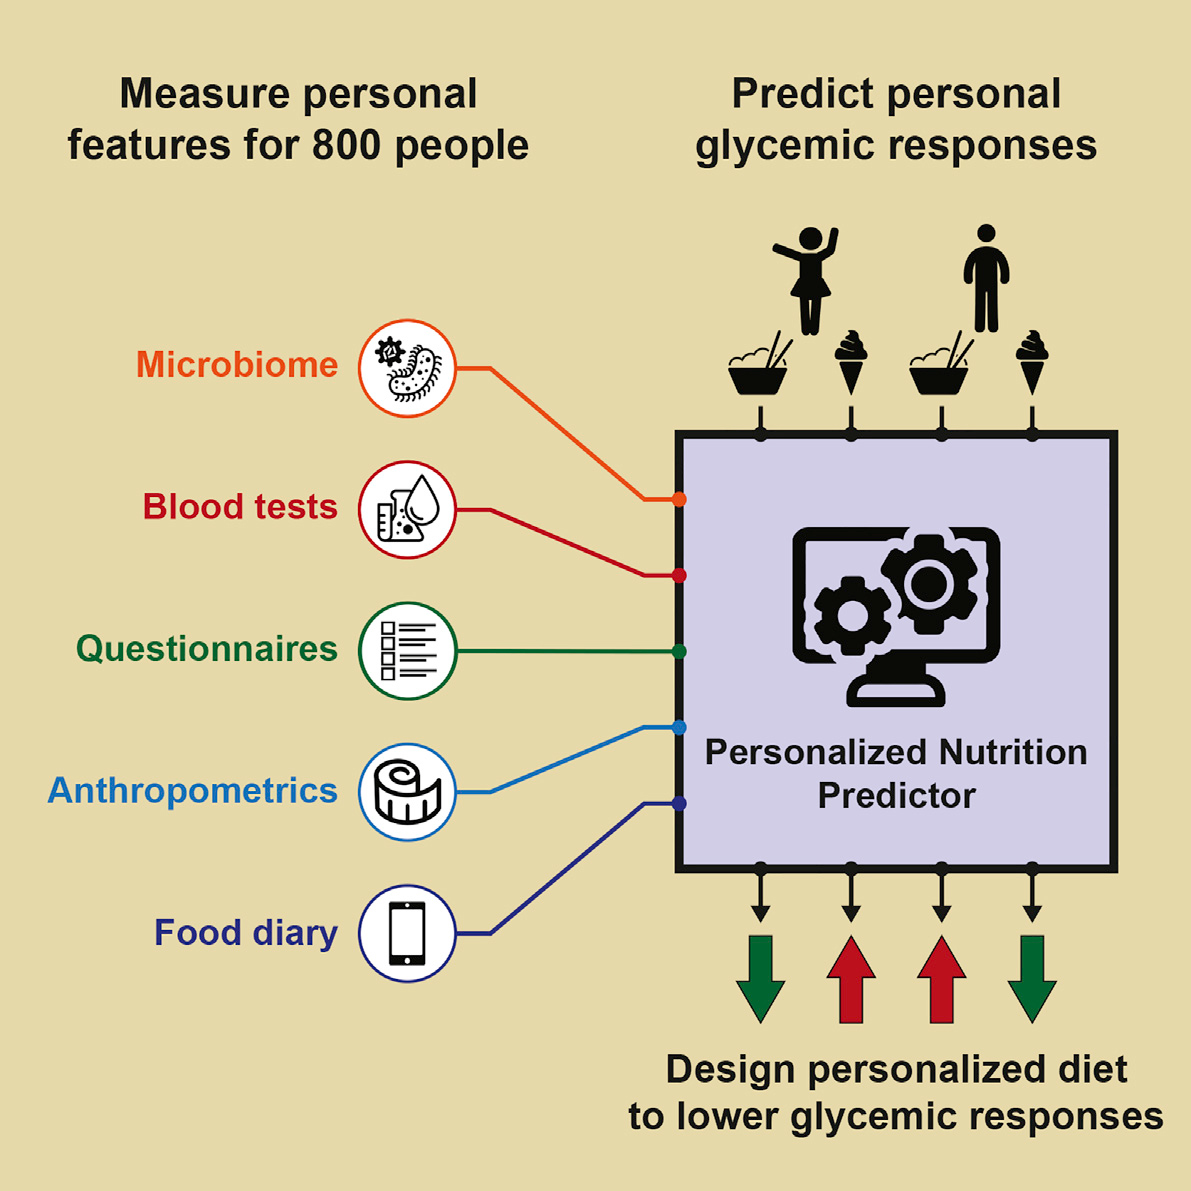 Measure personal
features for 800 people
Predict personal
glycemic responses
Microbiome
Blood tests
Questionnaires
Anthropometrics
Food diary
Personalized Nutrition
Predictor
Design personalized diet
to lower glycemic responses